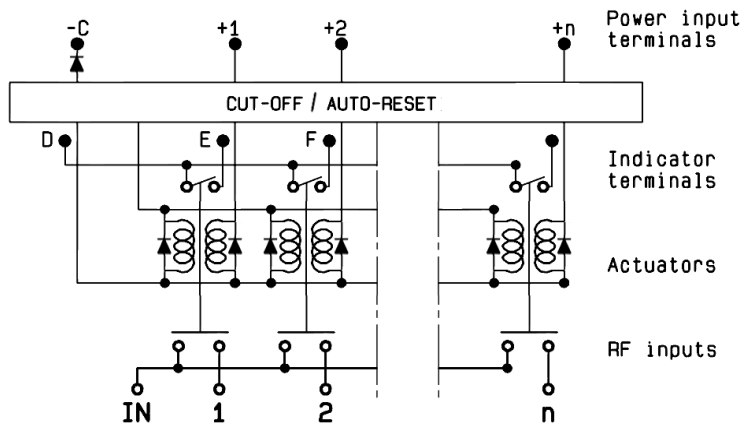 -C +1 +2 +n Power input
terminals
CUT-OFF / AUTO-RESET
D E F Indicator
terminals
Actuators
RF inputs
IN 1 2 n